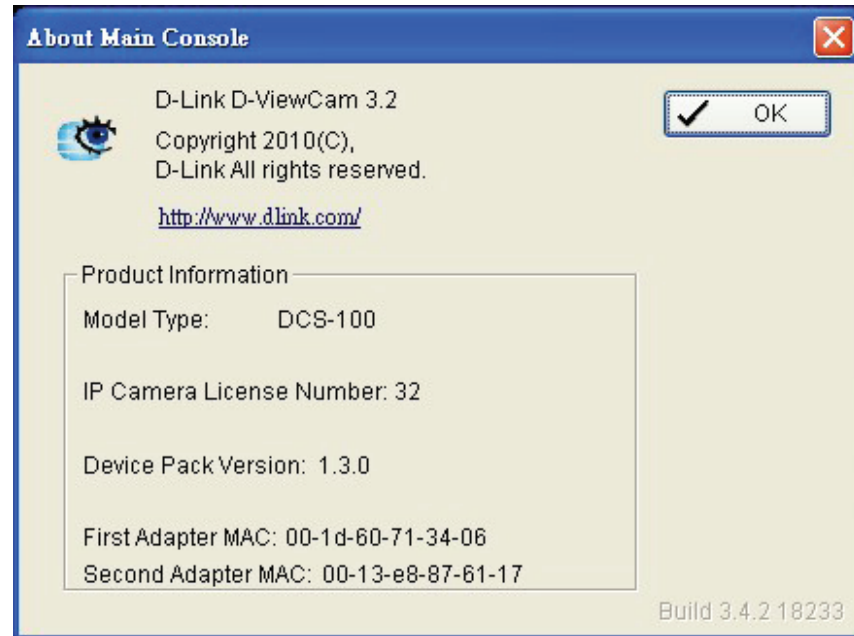 About Main Console
D-Link D-ViewCam 3.2
OK
Copyright 2010(C),
D-Link All rights reserved.
http://www.dlink.com/
Product Information
Model Type: DCS-100
IP Camera License Number: 32
Device Pack Version: 1.3.0
First Adapter MAC: 00-1d-60-71-34-06
Second Adapter MAC: 00-13-e8-87-61-17
Build 3.4.2 18233